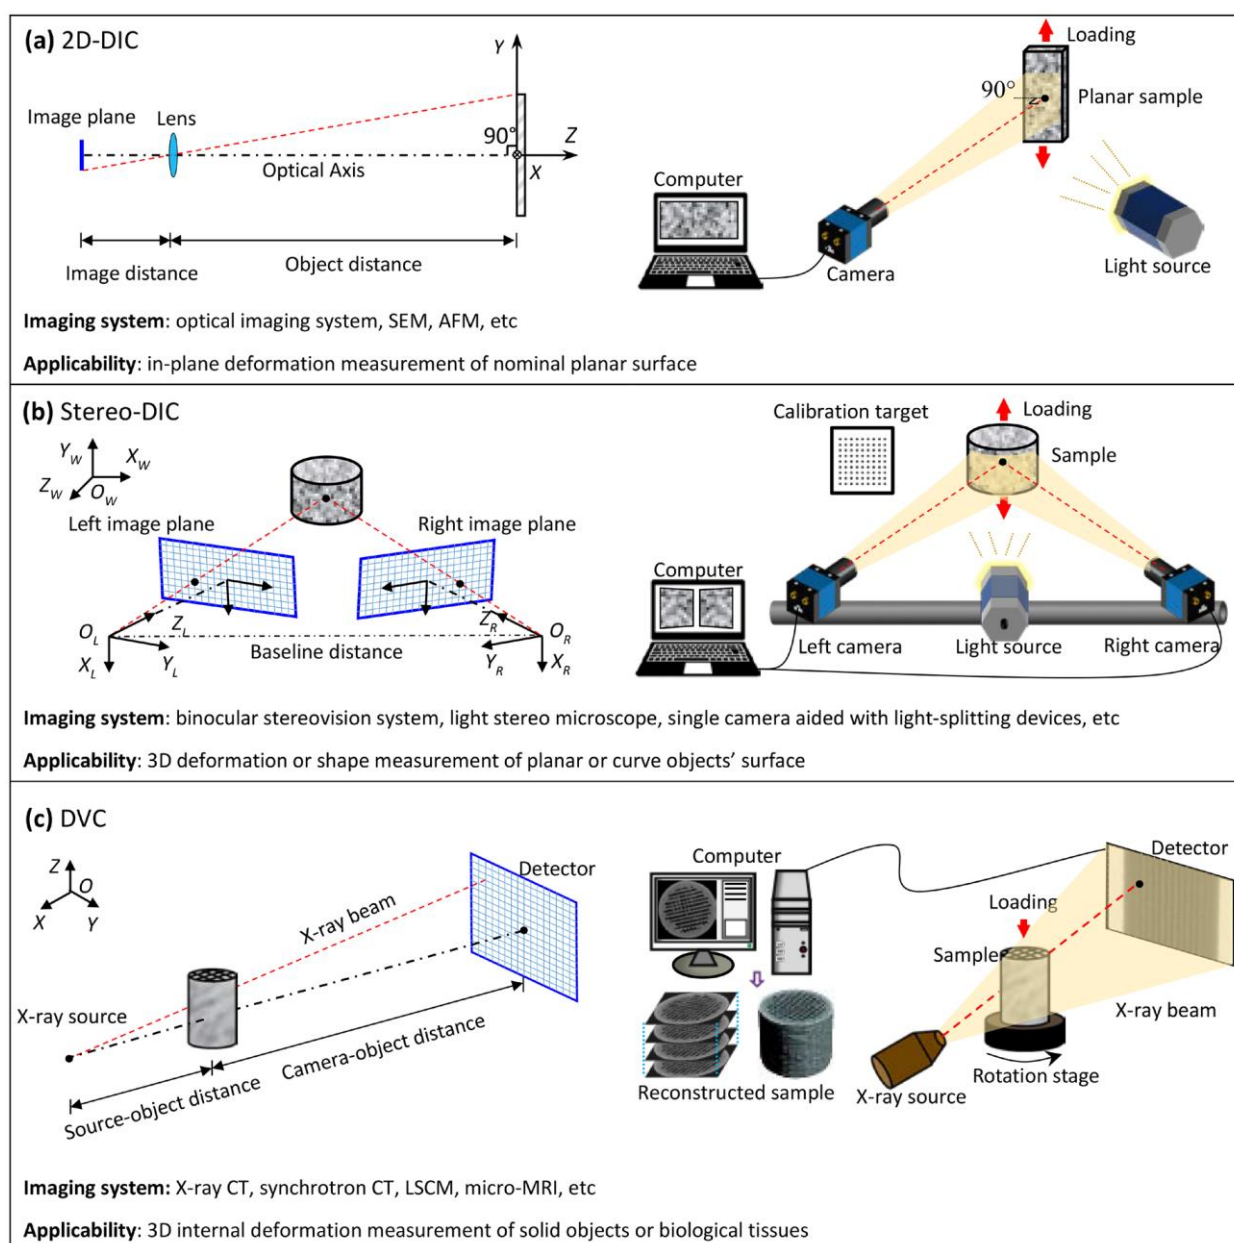 (a) 2D-DIC
Y
Image plane
Lens
90°
Z
X
Optical Axis
Image distance
Object distance
Loading
90°
Planar sample
Computer
Camera
Light source
Imaging system: optical imaging system, SEM, AFM, etc
Applicability: in-plane deformation measurement of nominal planar surface
(b) Stereo-DIC
Y_W
X_W
Z_W
O_W
Left image plane
Right image plane
O_L
Z_L
X_L
Y_L
Baseline distance
Z_R
O_R
Y_R
X_R
Calibration target
Loading
Sample
Computer
Left camera
Light source
Right camera
Imaging system: binocular stereovision system, light stereo microscope, single camera aided with light-splitting devices, etc
Applicability: 3D deformation or shape measurement of planar or curve objects’ surface
(c) DVC
Z
O
X
Y
Detector
X-ray beam
X-ray source
Camera-object distance
Source-object distance
Computer
Detector
Loading
Sample
X-ray beam
Reconstructed sample
Rotation stage
X-ray source
Imaging system: X-ray CT, synchrotron CT, LSCM, micro-MRI, etc
Applicability: 3D internal deformation measurement of solid objects or biological tissues